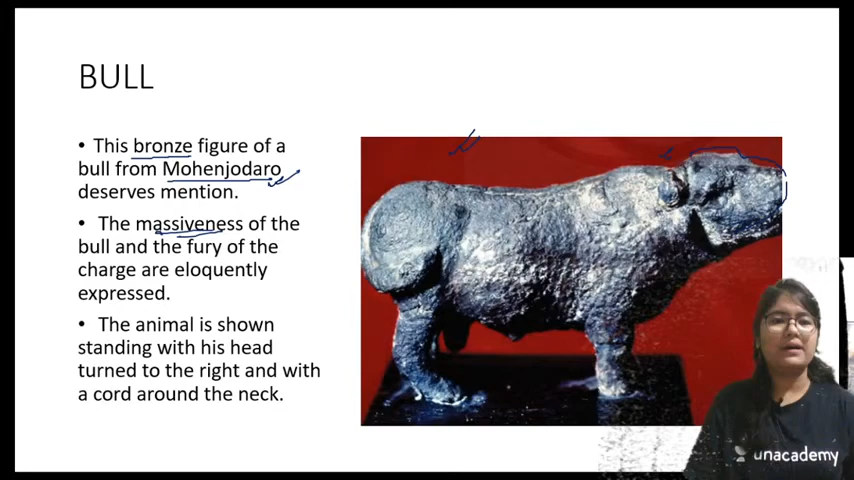 BULL
• This bronze figure of a
bull from Mohenjodaro
deserves mention.
• The massiveness of the
bull and the fury of the
charge are eloquently
expressed.
• The animal is shown
standing with his head
turned to the right and with
a cord around the neck.
unacademy